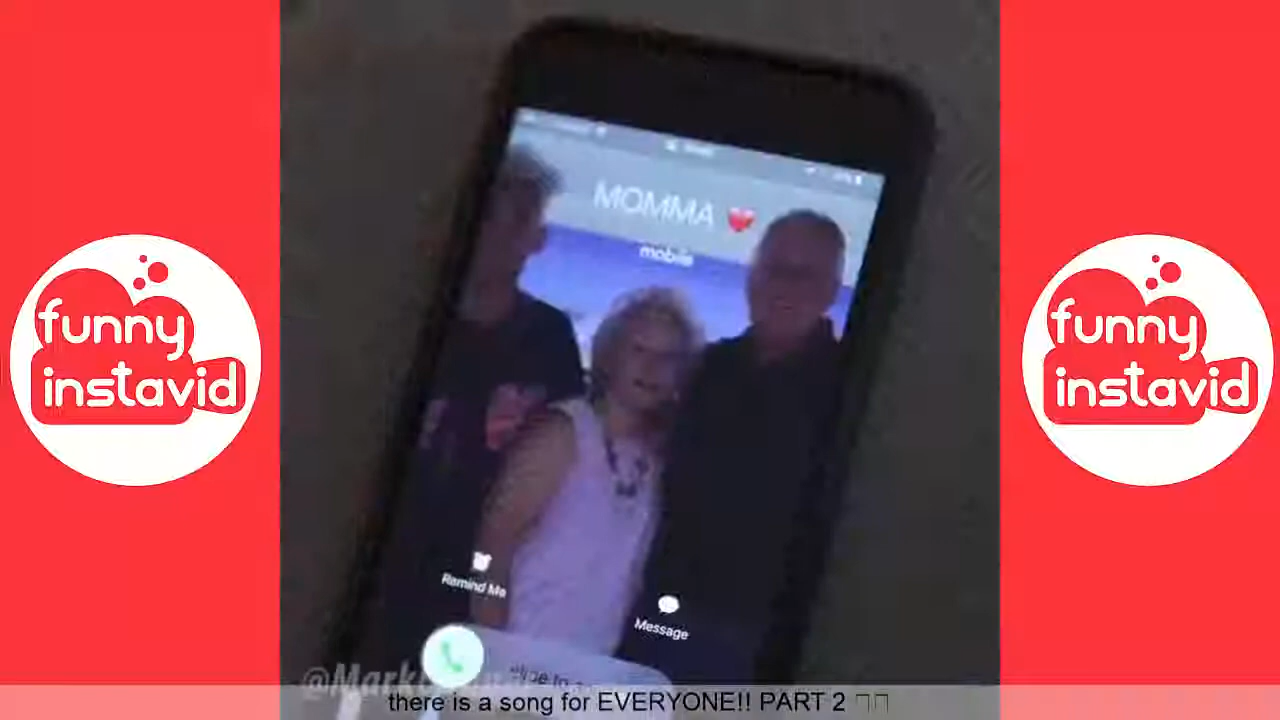 MOMMA ❤️
mobile
Remind Me
Message
funny
instavid
funny
instavid
there is a song for EVERYONE!! PART 2